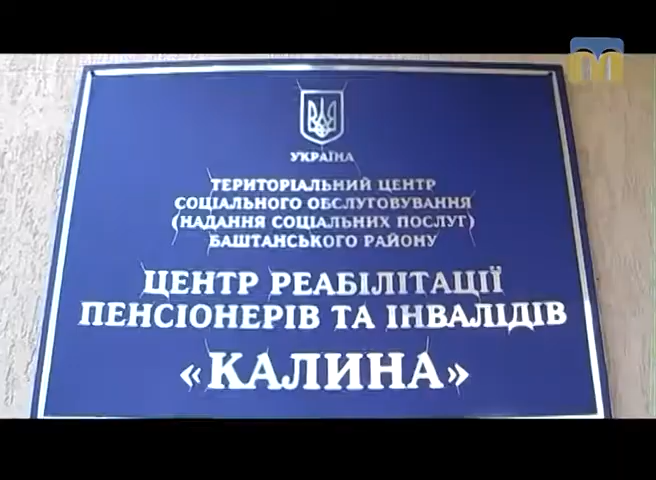 УКРАЇНА
ТЕРИТОРІАЛЬНИЙ ЦЕНТР
СОЦІАЛЬНОГО ОБСЛУГОВУВАННЯ
(НАДАННЯ СОЦІАЛЬНИХ ПОСЛУГ)
БАШТАНСЬКОГО РАЙОНУ
ЦЕНТР РЕАБІЛІТАЦІЇ
ПЕНСІОНЕРІВ ТА ІНВАЛІДІВ
«КАЛИНА»